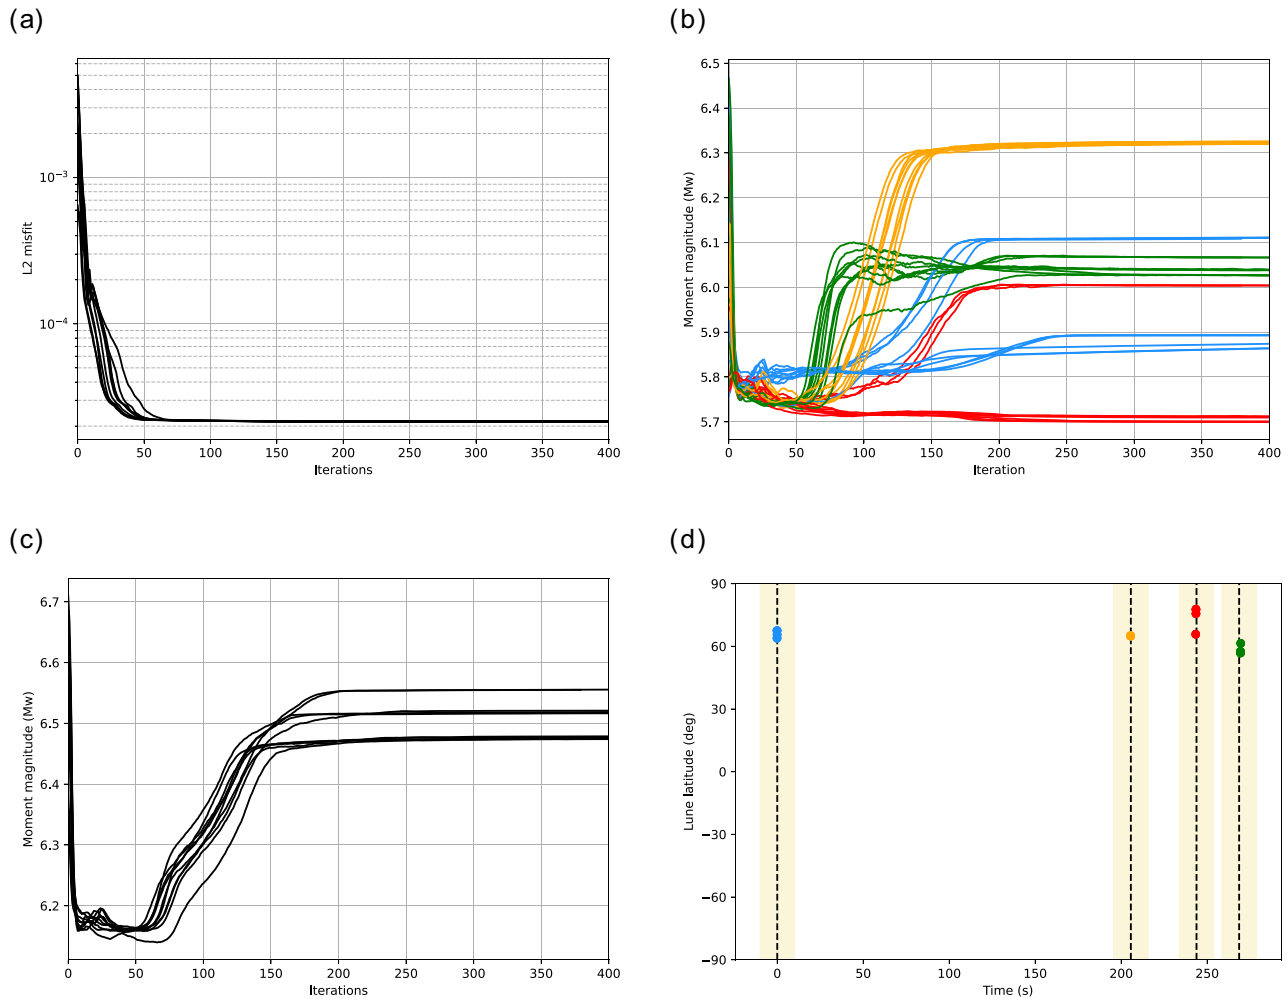 (a)
(b)
10⁻³
10⁻⁴
L2 misfit
0 50 100 150 200 250 300 350 400
Iterations
6.5
6.4
6.3
6.2
6.1
6.0
5.9
5.8
5.7
Moment magnitude (Mw)
0 50 100 150 200 250 300 350 400
Iteration
(c)
(d)
6.7
6.6
6.5
6.4
6.3
6.2
Moment magnitude (Mw)
0 50 100 150 200 250 300 350 400
Iterations
90
60
30
0
−30
−60
−90
Lune latitude (deg)
0 50 100 150 200 250
Time (s)